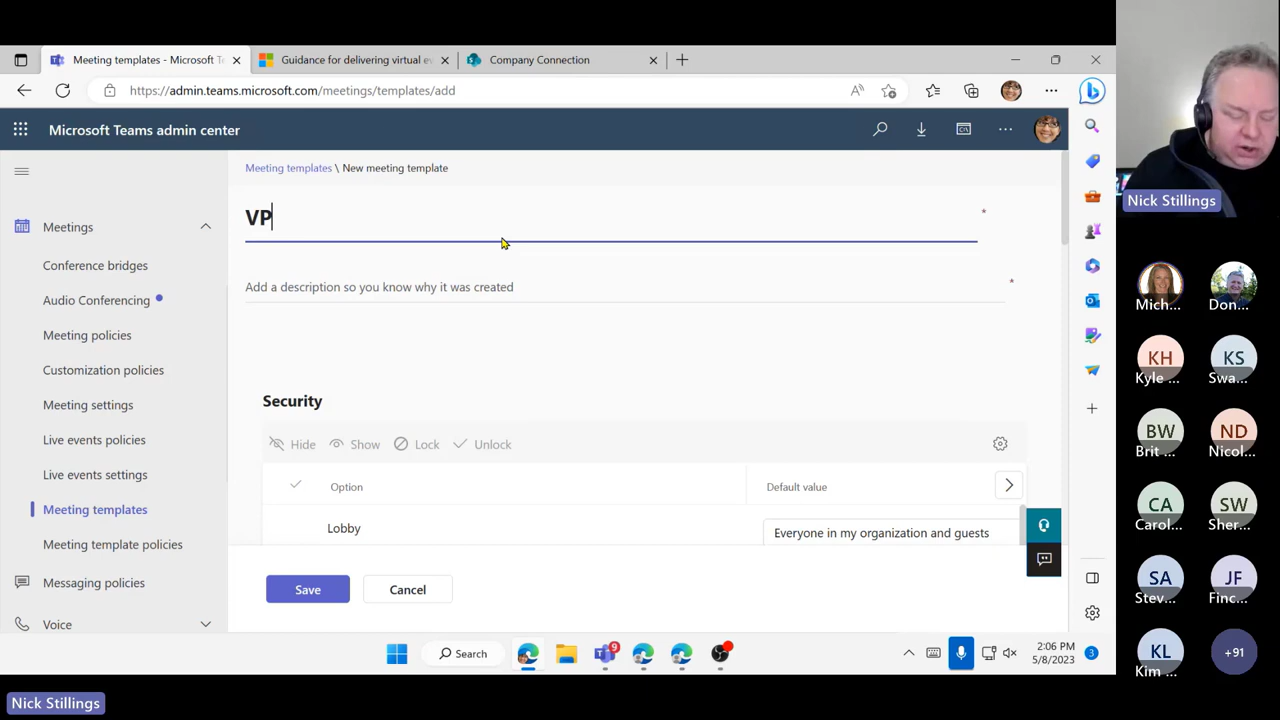 Meeting templates - Microsoft Te
Guidance for delivering virtual ev
Company Connection
https://admin.teams.microsoft.com/meetings/templates/add
Microsoft Teams admin center
Meeting templates \ New meeting template
VP
*
Add a description so you know why it was created
*
Meetings
Conference bridges
Audio Conferencing
Meeting policies
Customization policies
Meeting settings
Live events policies
Live events settings
Meeting templates
Meeting template policies
Messaging policies
Voice
Security
Hide Show Lock Unlock
Option Default value
Lobby Everyone in my organization and guests
Save Cancel
Search
9
2:06 PM
5/8/2023
3
Nick Stillings
Nick Stillings
Mich... Don...
KH KS
Kyle ... Swa...
BW ND
Brit ... Nicol...
CA SW
Carol... Sher...
SA JF
Stev... Finc...
KL +91
Kim ...